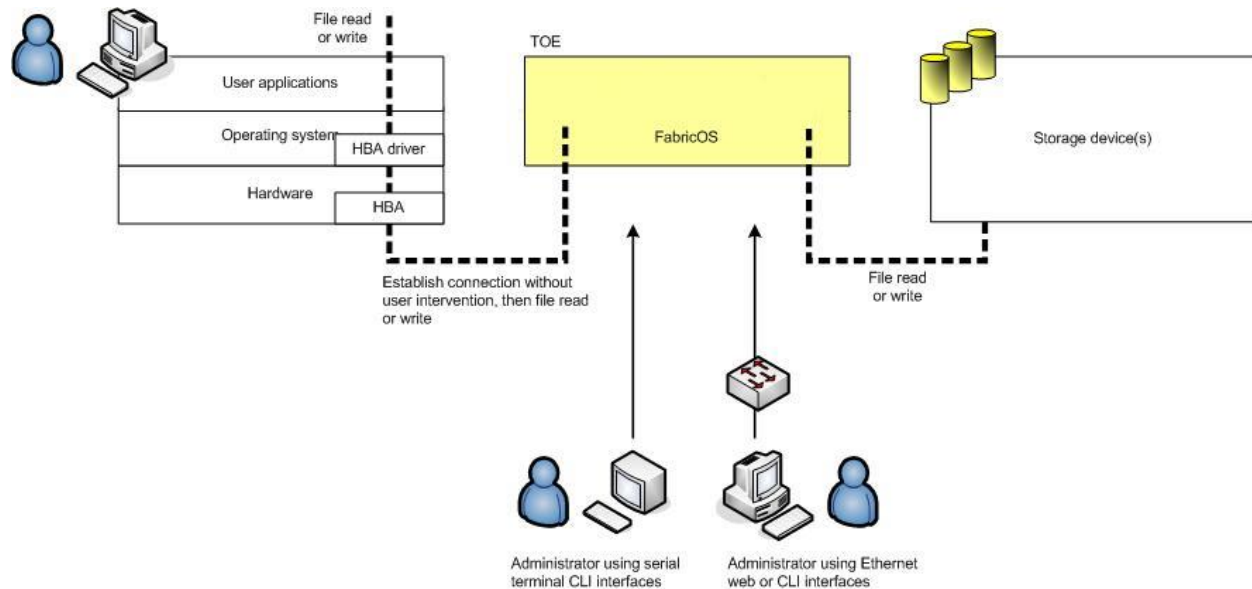 File read
or write
TOE
User applications
Operating system
HBA driver
FabricOS
Storage device(s)
Hardware
HBA
Establish connection without
user intervention, then file read
or write
File read
or write
Administrator using serial
terminal CLI interfaces
Administrator using Ethernet
web or CLI interfaces